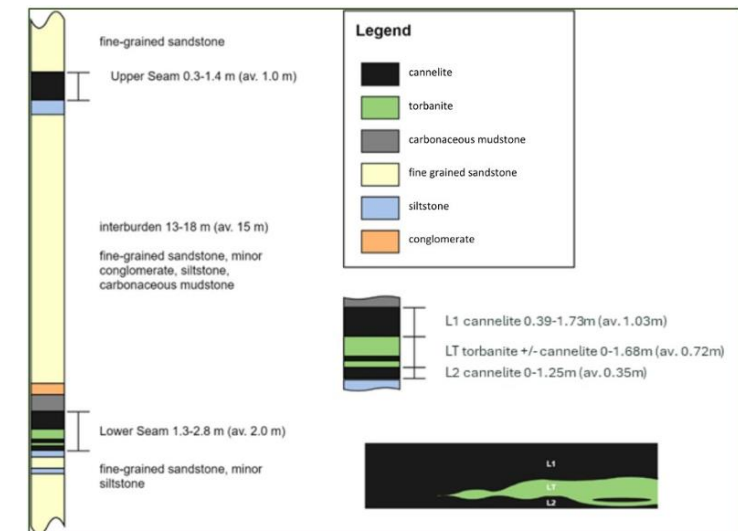 fine-grained sandstone
Upper Seam 0.3-1.4 m (av. 1.0 m)
interburden 13-18 m (av. 15 m)
fine-grained sandstone, minor
conglomerate, siltstone,
carbonaceous mudstone
Lower Seam 1.3-2.8 m (av. 2.0 m)
fine-grained sandstone, minor
siltstone
Legend
cannelite
torbanite
carbonaceous mudstone
fine grained sandstone
siltstone
conglomerate
L1 cannelite 0.39-1.73m (av. 1.03m)
LT torbanite +/- cannelite 0-1.68m (av. 0.72m)
L2 cannelite 0-1.25m (av. 0.35m)
L1
LT
L2